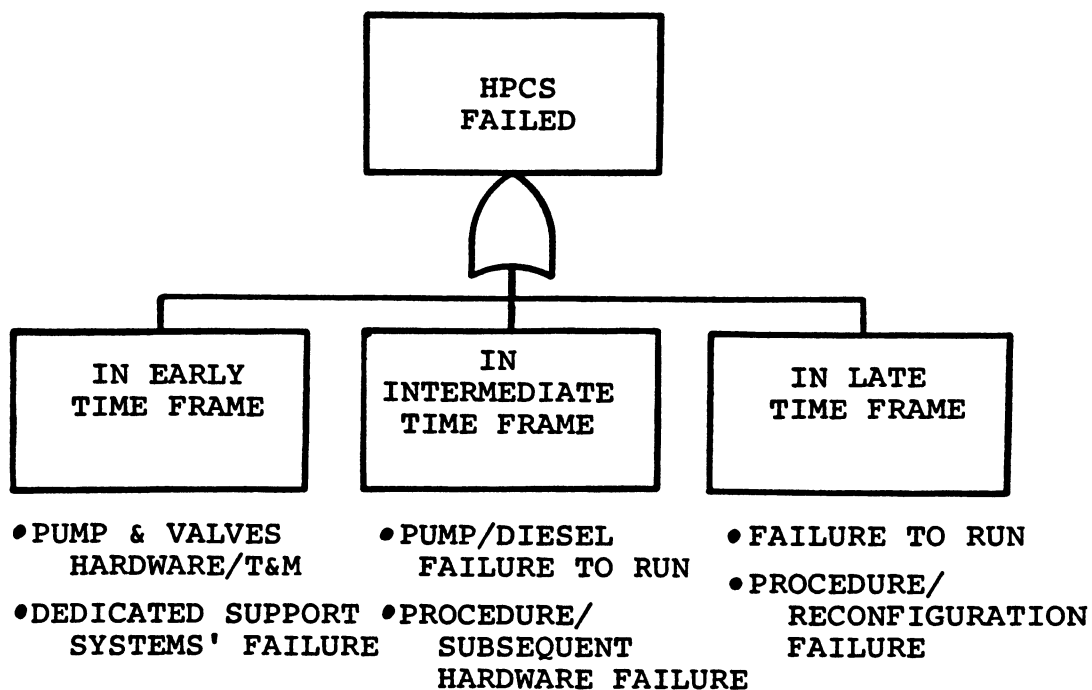 HPCS
FAILED
IN EARLY
TIME FRAME
IN
INTERMEDIATE
TIME FRAME
IN LATE
TIME FRAME
•PUMP & VALVES
HARDWARE/T&M
•DEDICATED SUPPORT
SYSTEMS' FAILURE
•PUMP/DIESEL
FAILURE TO RUN
•PROCEDURE/
SUBSEQUENT
HARDWARE FAILURE
•FAILURE TO RUN
•PROCEDURE/
RECONFIGURATION
FAILURE